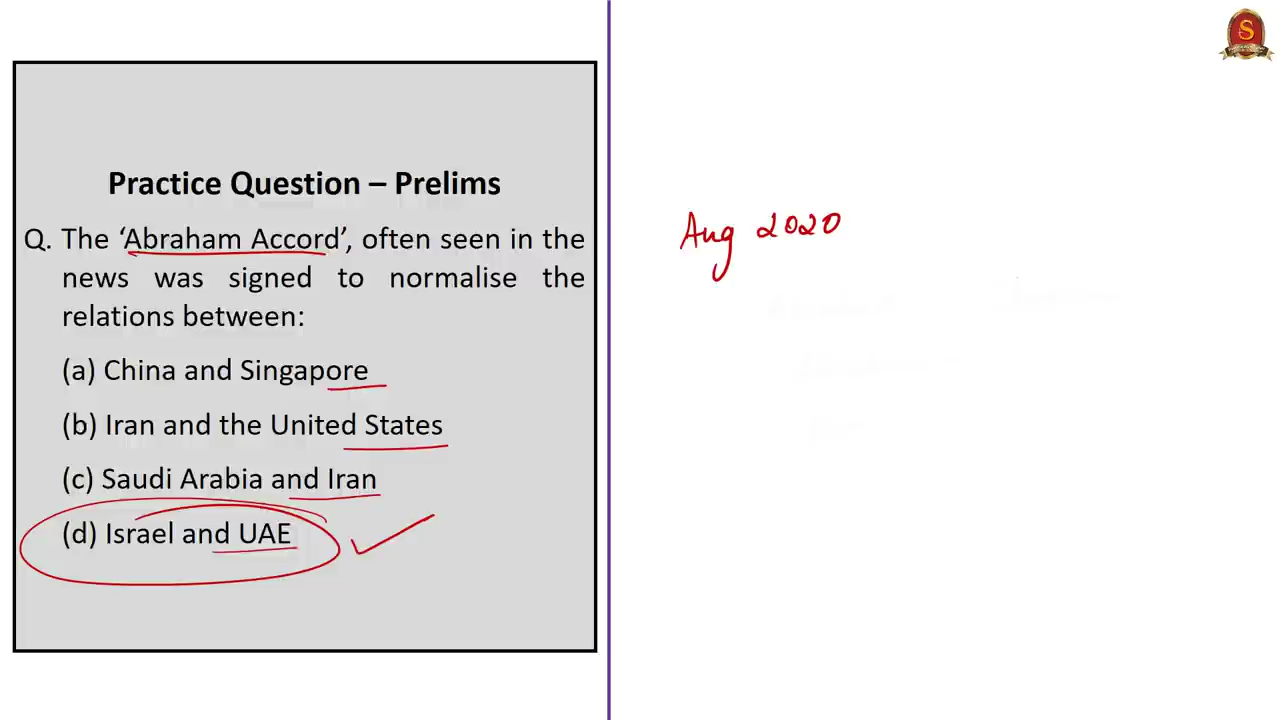 Practice Question – Prelims
Q. The ‘Abraham Accord’, often seen in the
news was signed to normalise the
relations between:
(a) China and Singapore
(b) Iran and the United States
(c) Saudi Arabia and Iran
(d) Israel and UAE
Aug 2020
S